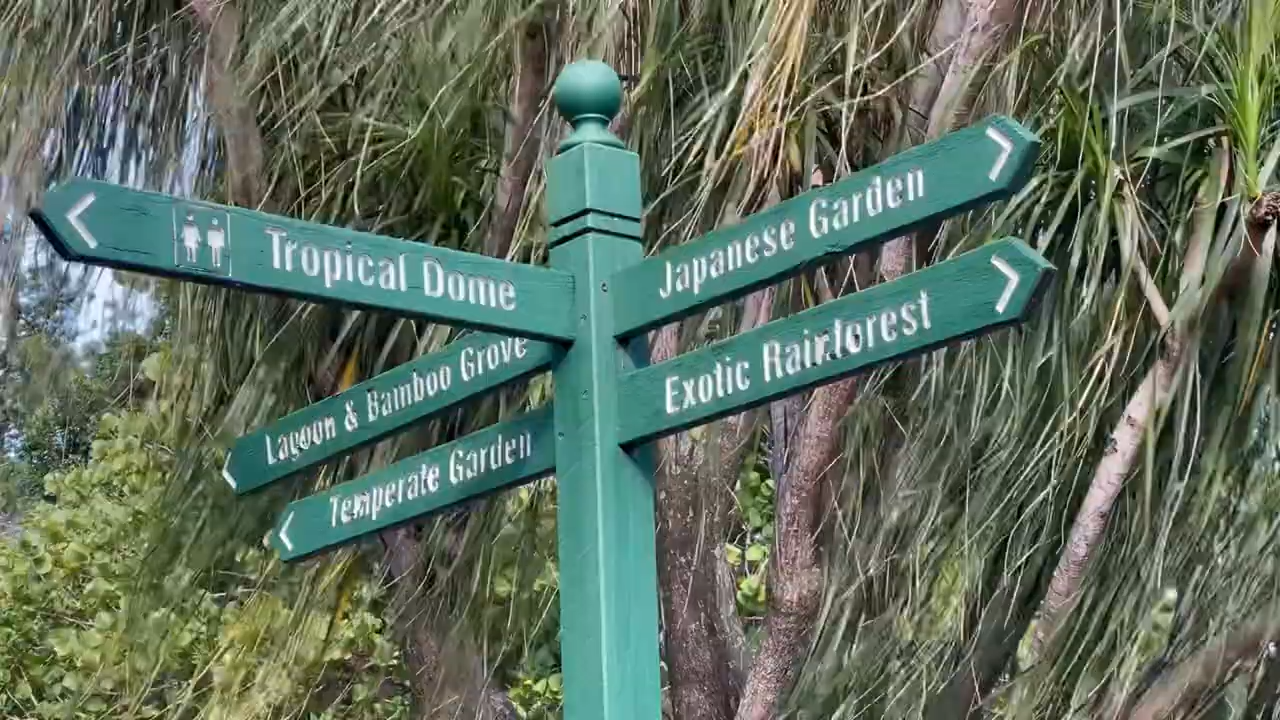 Tropical Dome
Lagoon & Bamboo Grove
Temperate Garden
Japanese Garden
Exotic Rainforest